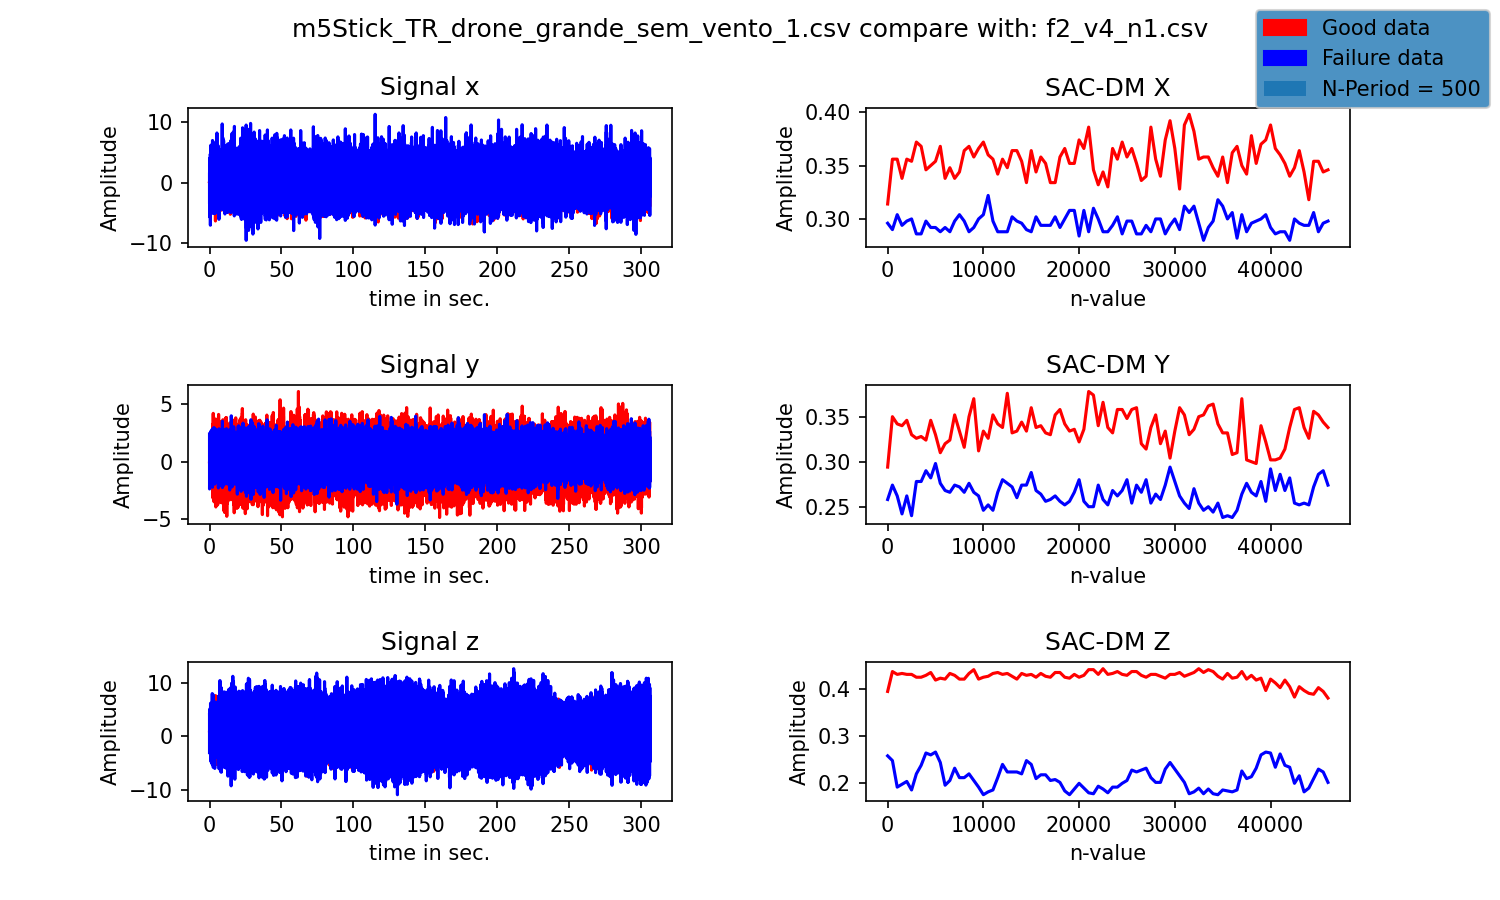 m5Stick_TR_drone_grande_sem_vento_1.csv compare with: f2_v4_n1.csv
Good data
Failure data
N-Period = 500
Signal x
Amplitude
10
0
−10
0 50 100 150 200 250 300
time in sec.
SAC-DM X
Amplitude
0.40
0.35
0.30
0 10000 20000 30000 40000
n-value
Signal y
Amplitude
5
0
−5
0 50 100 150 200 250 300
time in sec.
SAC-DM Y
Amplitude
0.35
0.30
0.25
0 10000 20000 30000 40000
n-value
Signal z
Amplitude
10
0
−10
0 50 100 150 200 250 300
time in sec.
SAC-DM Z
Amplitude
0.4
0.3
0.2
0 10000 20000 30000 40000
n-value